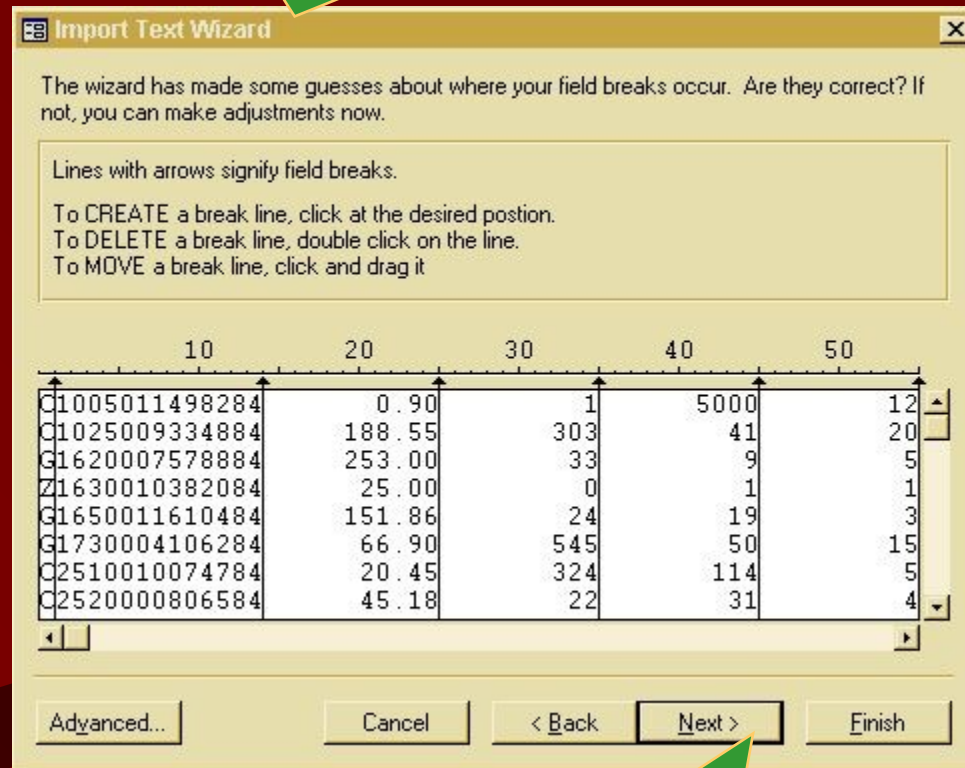 Import Text Wizard
The wizard has made some guesses about where your field breaks occur. Are they correct? If
not, you can make adjustments now.
Lines with arrows signify field breaks.
To CREATE a break line, click at the desired postion.
To DELETE a break line, double click on the line.
To MOVE a break line, click and drag it
10 20 30 40 50
C1005011498284 0.90 1 5000 12
C1025009334884 188.55 303 41 20
G1620007578884 253.00 33 9 5
Z1630010382084 25.00 0 1 1
G1650011610484 151.86 24 19 3
G1730004106284 66.90 545 50 15
C2510010074784 20.45 324 114 5
C2520000806584 45.18 22 31 4
Advanced... Cancel < Back Next > Finish